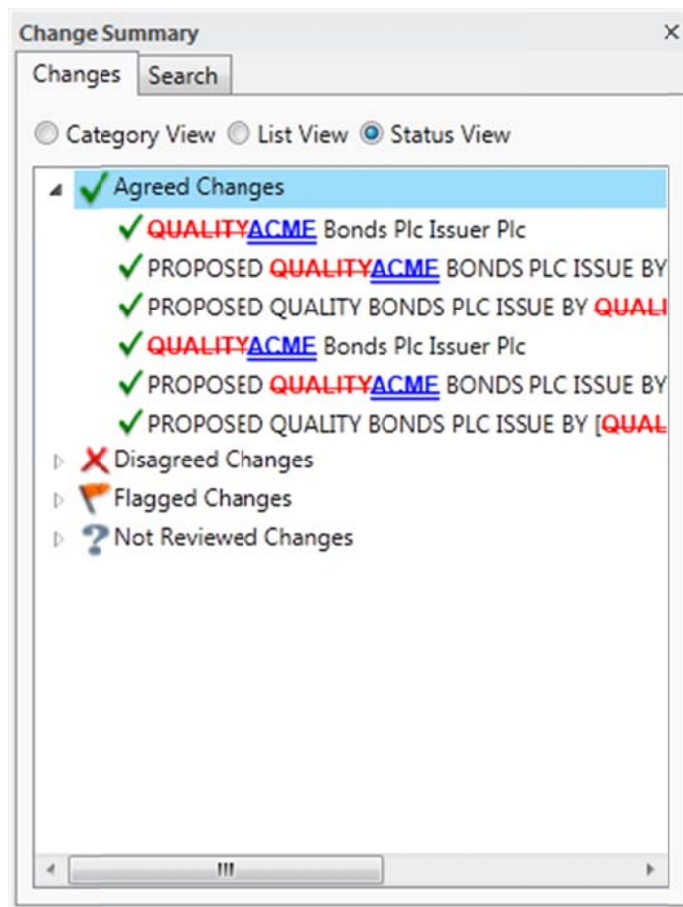 Change Summary
Changes Search
Category View List View Status View
Agreed Changes
QUALITYACME Bonds Plc Issuer Plc
PROPOSED QUALITYACME BONDS PLC ISSUE BY
PROPOSED QUALITY BONDS PLC ISSUE BY QUALI
QUALITYACME Bonds Plc Issuer Plc
PROPOSED QUALITYACME BONDS PLC ISSUE BY
PROPOSED QUALITY BONDS PLC ISSUE BY [QUAL
Disagreed Changes
Flagged Changes
Not Reviewed Changes